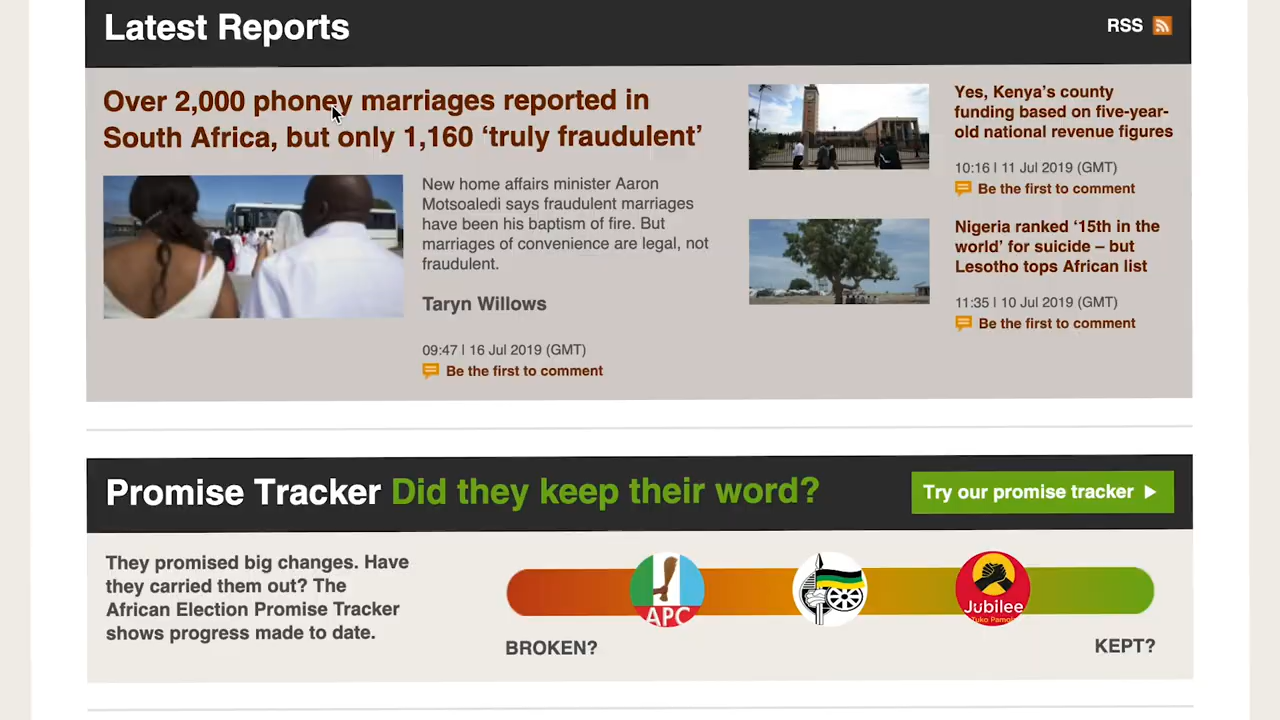 Latest Reports
RSS
Over 2,000 phoney marriages reported in
South Africa, but only 1,160 ‘truly fraudulent’
New home affairs minister Aaron
Motsoaledi says fraudulent marriages
have been his baptism of fire. But
marriages of convenience are legal, not
fraudulent.
Taryn Willows
09:47 | 16 Jul 2019 (GMT)
Be the first to comment
Yes, Kenya’s county
funding based on five-year-
old national revenue figures
10:16 | 11 Jul 2019 (GMT)
Be the first to comment
Nigeria ranked ‘15th in the
world’ for suicide – but
Lesotho tops African list
11:35 | 10 Jul 2019 (GMT)
Be the first to comment
Promise Tracker Did they keep their word?
Try our promise tracker
They promised big changes. Have
they carried them out? The
African Election Promise Tracker
shows progress made to date.
APC
Jubilee
Tuko Pamoja
BROKEN?
KEPT?